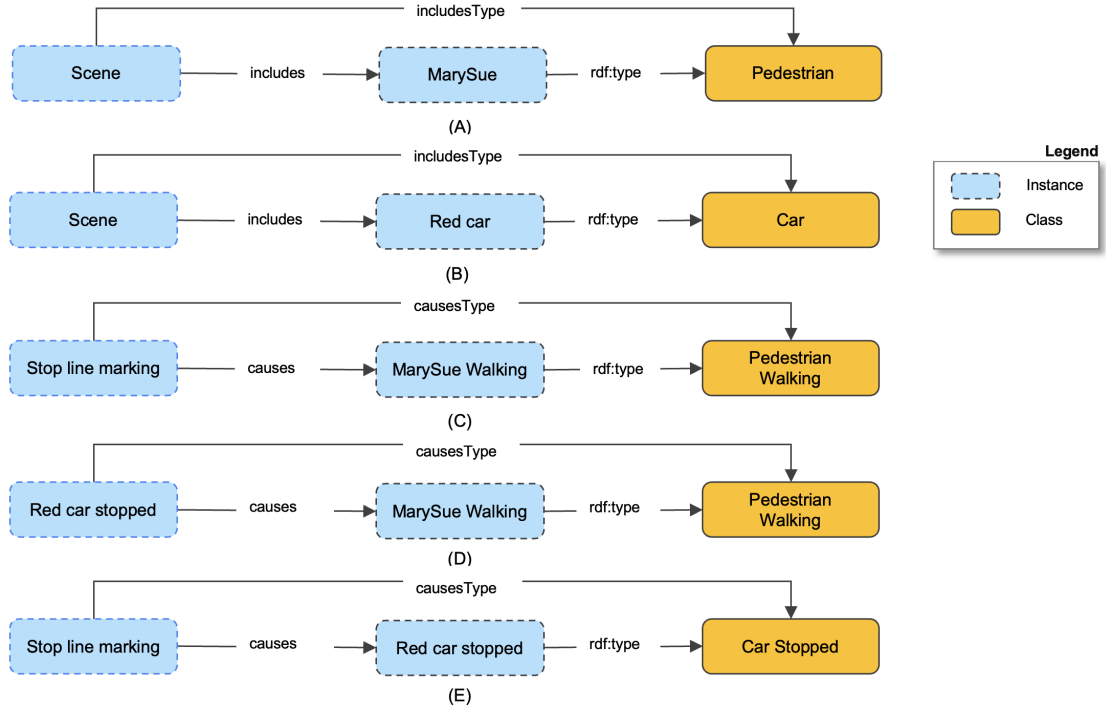 includesType
Scene
includes
MarySue
rdf:type
Pedestrian
(A)
includesType
Scene
includes
Red car
rdf:type
Car
(B)
Legend
Instance
Class
causesType
Stop line marking
causes
MarySue Walking
rdf:type
Pedestrian
Walking
(C)
causesType
Red car stopped
causes
MarySue Walking
rdf:type
Pedestrian
Walking
(D)
causesType
Stop line marking
causes
Red car stopped
rdf:type
Car Stopped
(E)